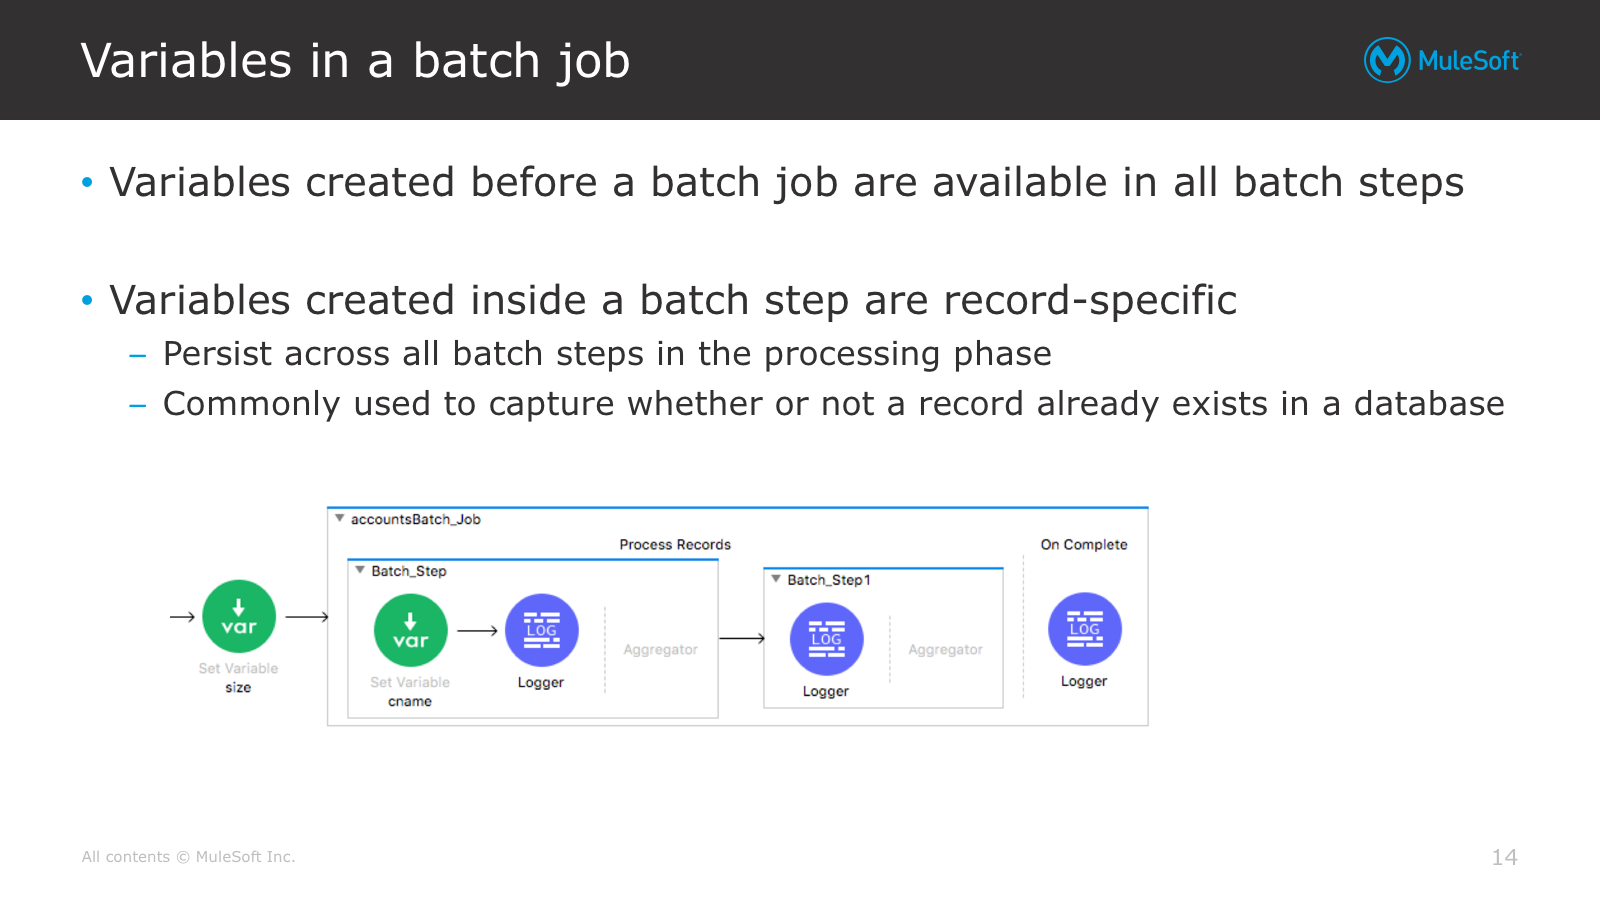 Variables in a batch job
MuleSoft
• Variables created before a batch job are available in all batch steps
• Variables created inside a batch step are record-specific
– Persist across all batch steps in the processing phase
– Commonly used to capture whether or not a record already exists in a database
accountsBatch_Job
Process Records
On Complete
Batch_Step
Batch_Step1
var
Set Variable
size
var
Set Variable
cname
LOG
Logger
Aggregator
LOG
Logger
Aggregator
LOG
Logger
All contents © MuleSoft Inc.
14